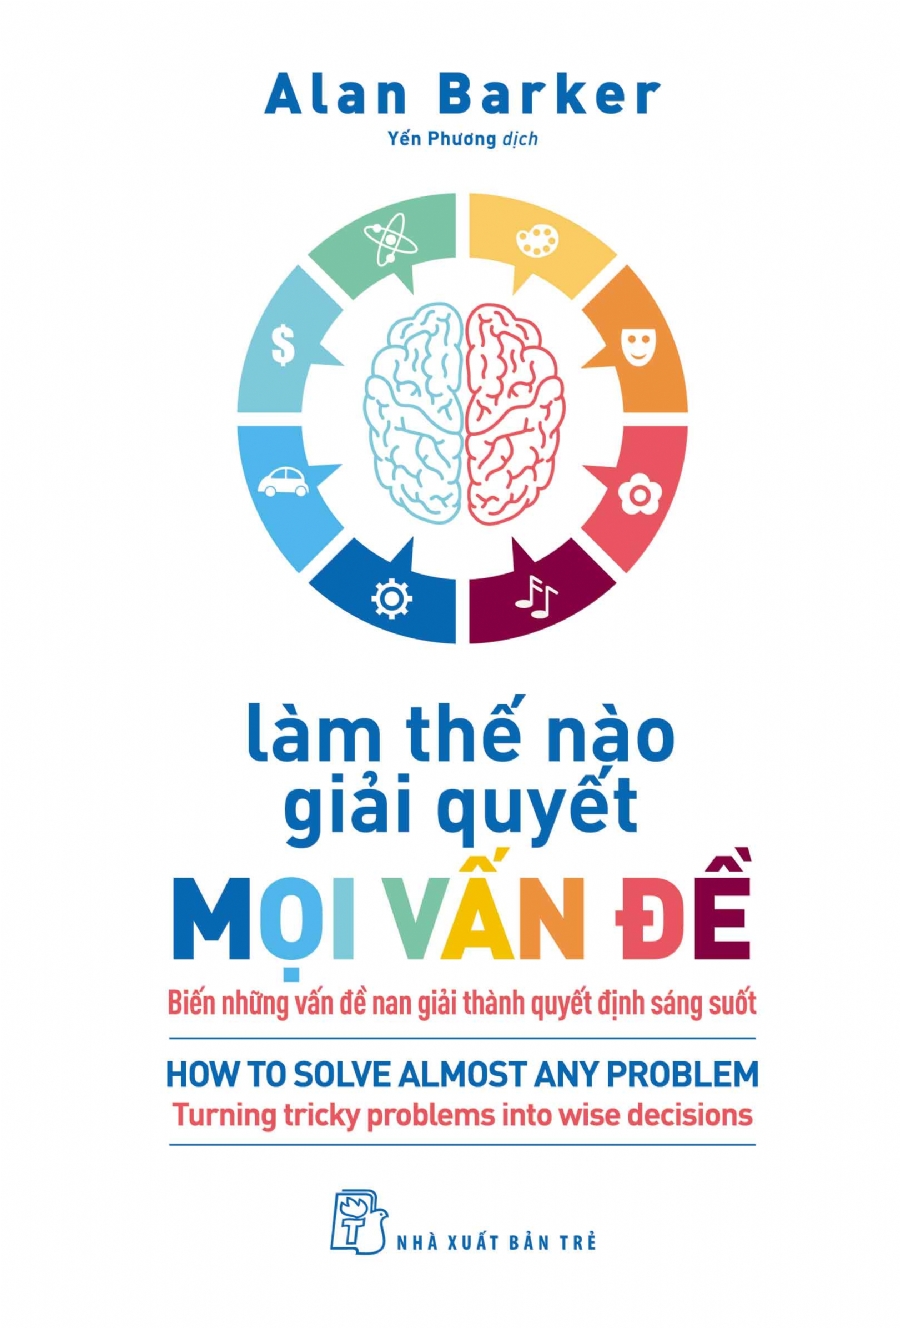 Alan Barker
Yến Phương dịch
$
làm thế nào
giải quyết
MỌI VẤN ĐỀ
Biến những vấn đề nan giải thành quyết định sáng suốt
HOW TO SOLVE ALMOST ANY PROBLEM
Turning tricky problems into wise decisions
T
NHÀ XUẤT BẢN TRẺ